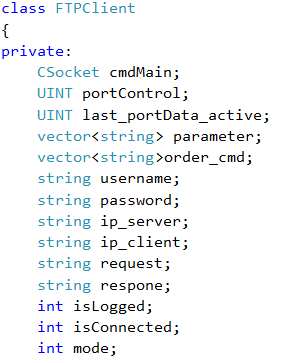 class FTPClient
{
private:
    CSocket cmdMain;
    UINT portControl;
    UINT last_portData_active;
    vector<string> parameter;
    vector<string>order_cmd;
    string username;
    string password;
    string ip_server;
    string ip_client;
    string request;
    string respone;
    int isLogged;
    int isConnected;
    int mode;